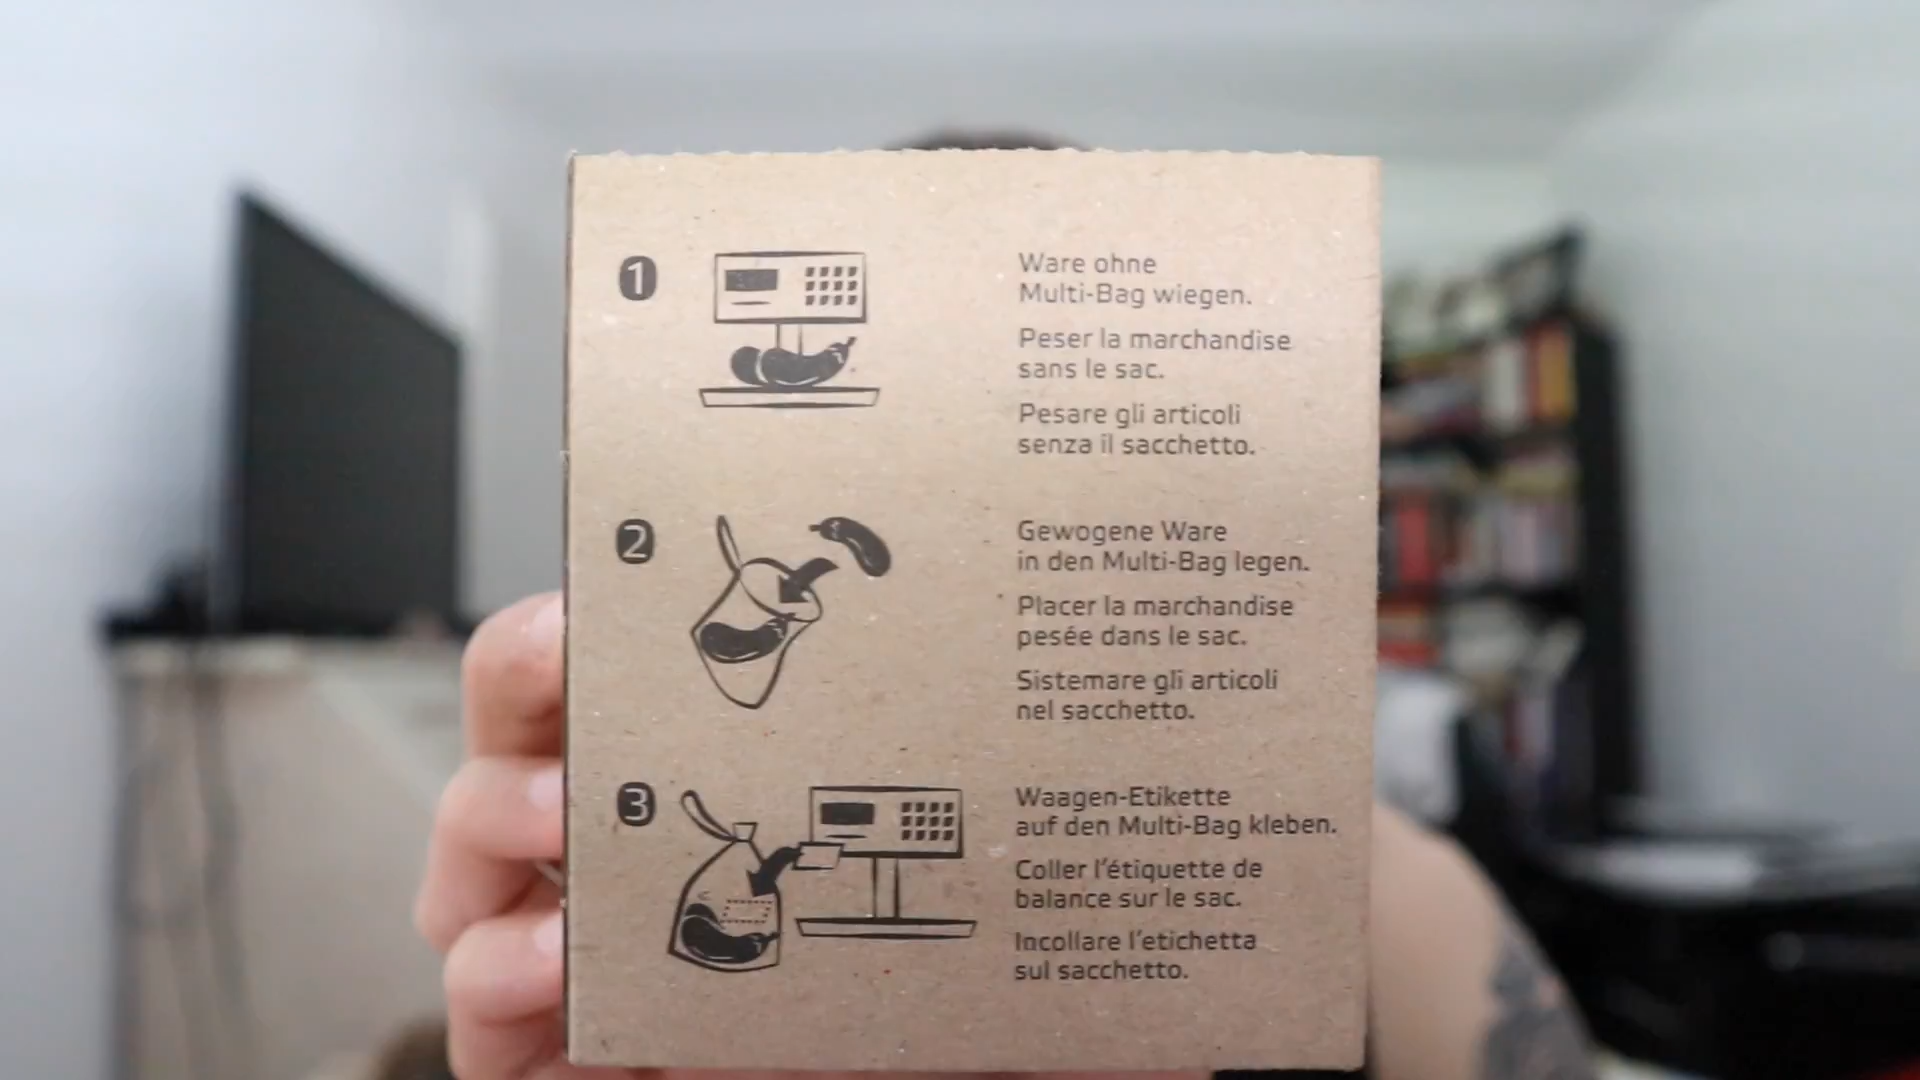 1
Ware ohne
Multi-Bag wiegen.
Peser la marchandise
sans le sac.
Pesare gli articoli
senza il sacchetto.
2
Gewogene Ware
in den Multi-Bag legen.
Placer la marchandise
pesée dans le sac.
Sistemare gli articoli
nel sacchetto.
3
Waagen-Etikette
auf den Multi-Bag kleben.
Coller l'étiquette de
balance sur le sac.
Incollare l'etichetta
sul sacchetto.